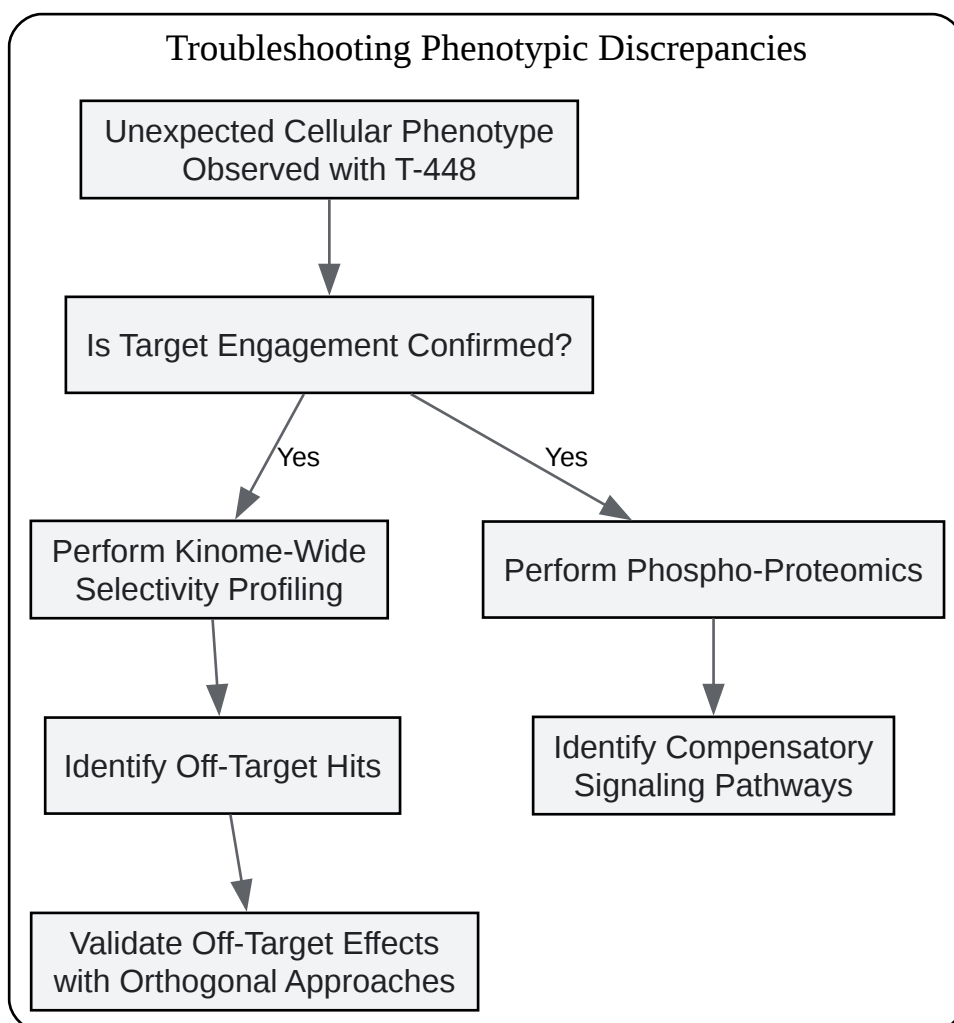 Troubleshooting Phenotypic Discrepancies
Unexpected Cellular Phenotype
Observed with T-448
Is Target Engagement Confirmed?
Yes
Yes
Perform Kinome-Wide
Selectivity Profiling
Perform Phospho-Proteomics
Identify Off-Target Hits
Identify Compensatory
Signaling Pathways
Validate Off-Target Effects
with Orthogonal Approaches